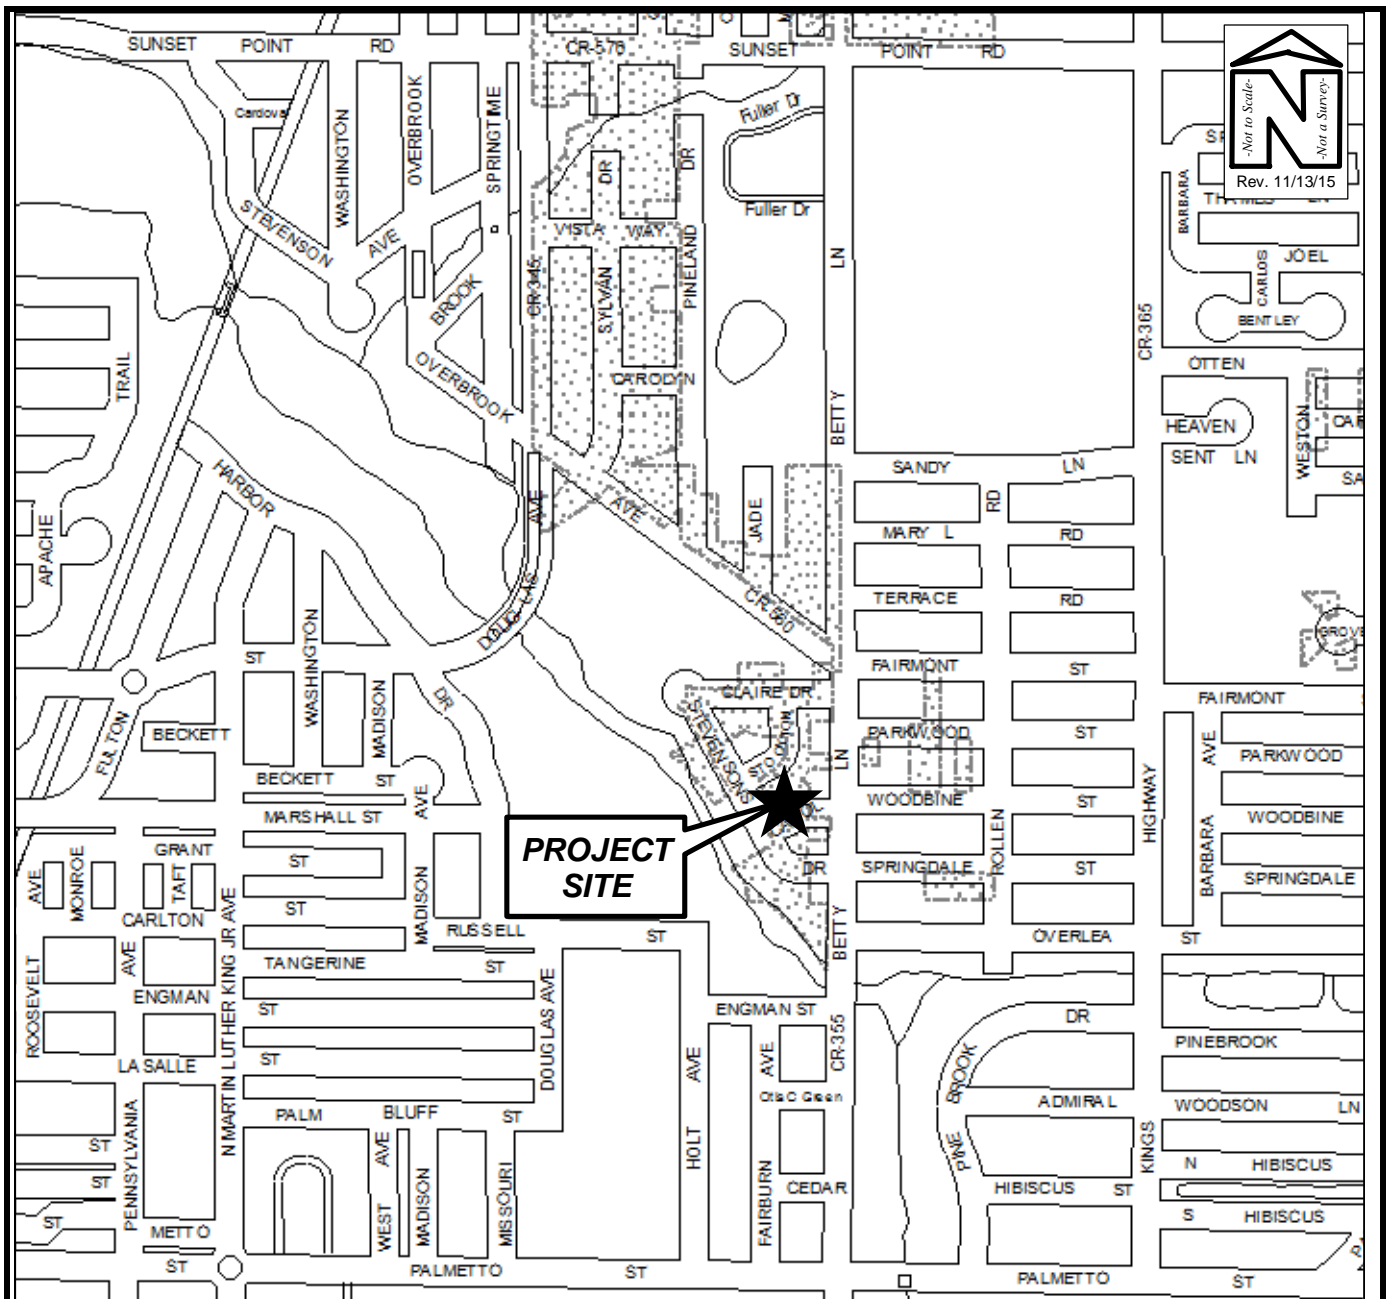 SUNSET POINT RD
CR-576
SUNSET POINT RD
-Not to Scale-
-Not a Survey-
Rev. 11/13/15
Cardova
WASHINGTON
OVERBROOK
SPRINGTIME
Fuller Dr
Fuller Dr
DR
DR
BARBARA
THAMES LN
STEVENSON AVE
VISTA WAY
LN
JOEL
CARLOS
BENTLEY
BROOK
CR-345
SYLVAN
PINELAND
CR-365
OTTEN
TRAIL
OVERBROOK
CAROLYN
BETTY
HEAVEN
SENT LN
WESTON
HARBOR
AVE
AVE
SANDY LN
RD
JADE
MARY L RD
APACHE
DOUGLAS
CR-580
TERRACE RD
GROVE
ST
WASHINGTON
FAIRMONT ST
CLAIRE DR
FAIRMONT
MADISON
DR
FULTON
BECKETT
STEVENSONS
LN
PARKWOOD ST
AVE
PARKWOOD
BECKETT ST
AVE
WOODBINE ST
HIGHWAY
WOODBINE
MARSHALL ST
GRANT
ST
PROJECT
SITE
DR
SPRINGDALE ST
ROLLEN
BARBARA
SPRINGDALE
AVE
MONROE
TAFT
CARLTON
ST
MADISON
RUSSELL ST
BETTY
OVERLEA
ST
ROOSEVELT
AVE
N MARTIN LUTHER KING JR AVE
TANGERINE ST
ENGMAN
ST
DOUGLAS AVE
ENGMAN ST
CR-355
DR
PINEBROOK
LA SALLE
ST
AVE
AVE
Otis C Green
PINE BROOK
ADMIRAL
WOODSON LN
PENNSYLVANIA
PALM BLUFF ST
ST
ST
HOLT
KINGS
N HIBISCUS
AVE
WEST
MADISON
MISSOURI
FAIRBURN
CEDAR
HIBISCUS ST
S HIBISCUS
ST
METTO
ST
PALMETTO ST
PALMETTO ST